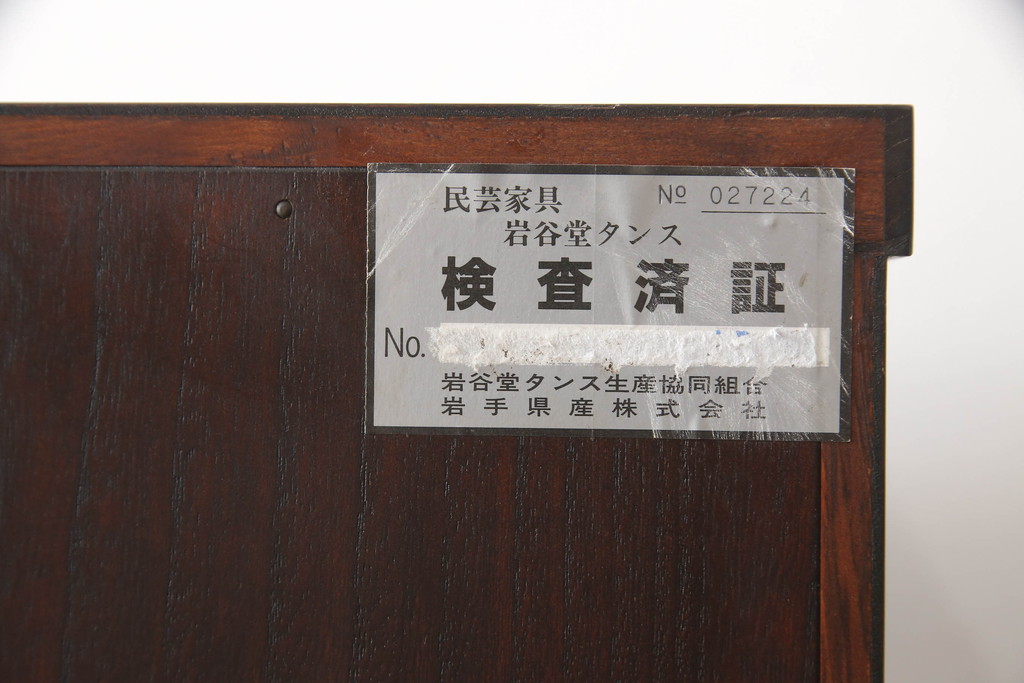 民芸家具 № 027224
岩谷堂タンス
検査済証
No.
岩谷堂タンス生産協同組合
岩手県産株式会社